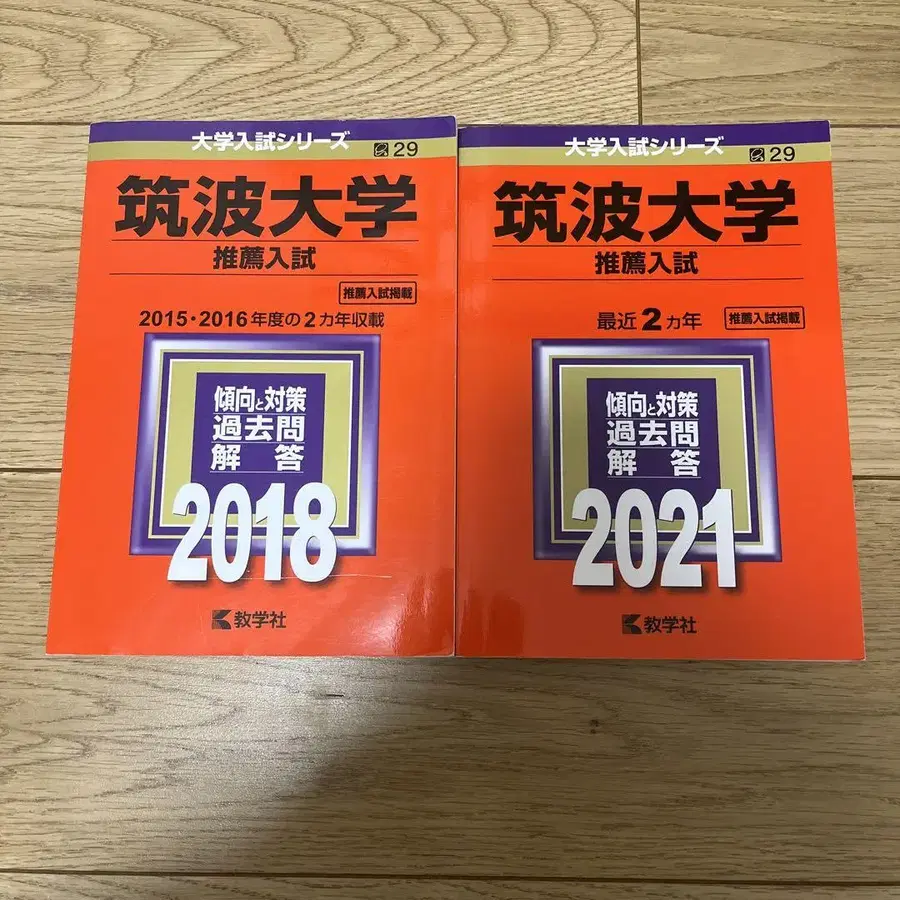 大学入試シリーズ
29
筑波大学
推薦入試
推薦入試掲載
2015・2016年度の2カ年収載
傾向と対策
過去問
解答
2018
教学社
大学入試シリーズ
29
筑波大学
推薦入試
最近2カ年
推薦入試掲載
傾向と対策
過去問
解答
2021
教学社